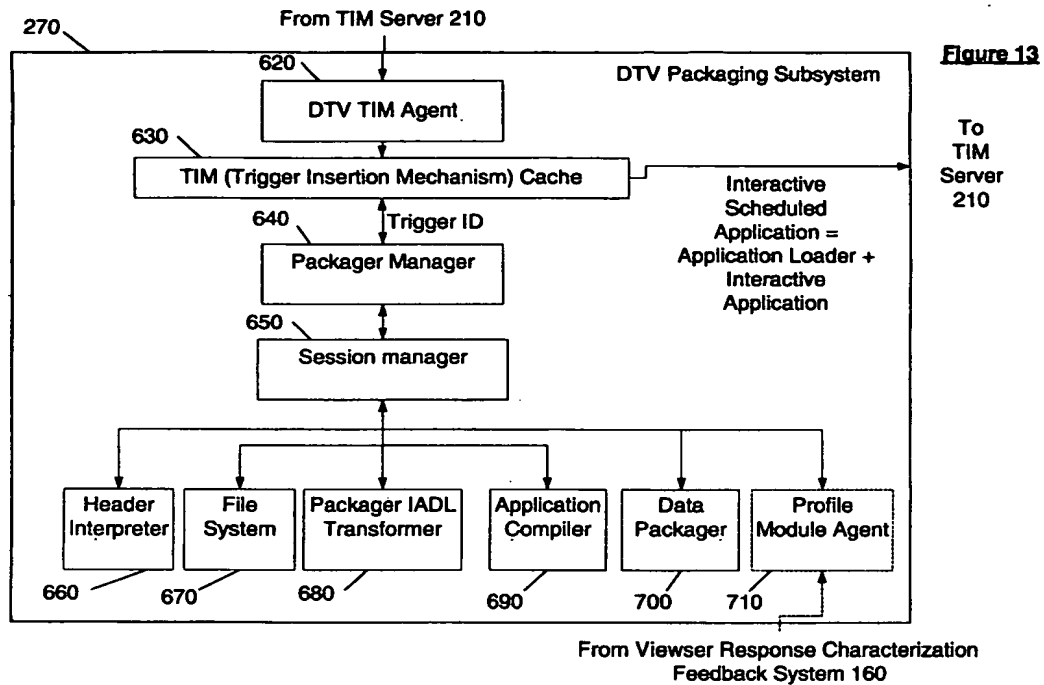 From TIM Server 210
270
Figure 13
620
DTV Packaging Subsystem
DTV TIM Agent
To
TIM
Server
210
630
TIM (Trigger Insertion Mechanism) Cache
Interactive
Scheduled
Application =
Application Loader +
Interactive
Application
Trigger ID
640
Packager Manager
650
Session manager
Header
Interpreter
File
System
Packager IADL
Transformer
Application
Compiler
Data
Packager
Profile
Module Agent
660
670
680
690
700
710
From Viewser Response Characterization
Feedback System 160